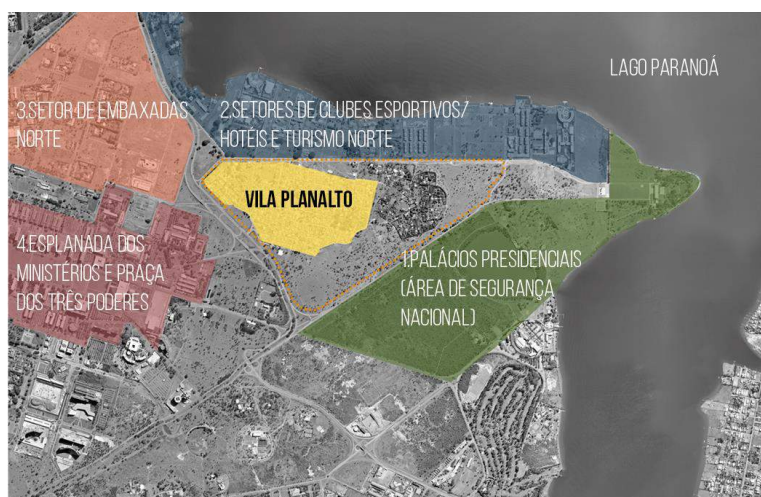 LAGO PARANOÁ
3.SETOR DE EMBAXADAS
NORTE
2.SETORES DE CLUBES ESPORTIVOS/
HOTÉIS E TURISMO NORTE
VILA PLANALTO
4.ESPLANADA DOS
MINISTÉRIOS E PRAÇA
DOS TRÊS PODERES
1.PALÁCIOS PRESIDENCIAIS
(ÁREA DE SEGURANÇA
NACIONAL)